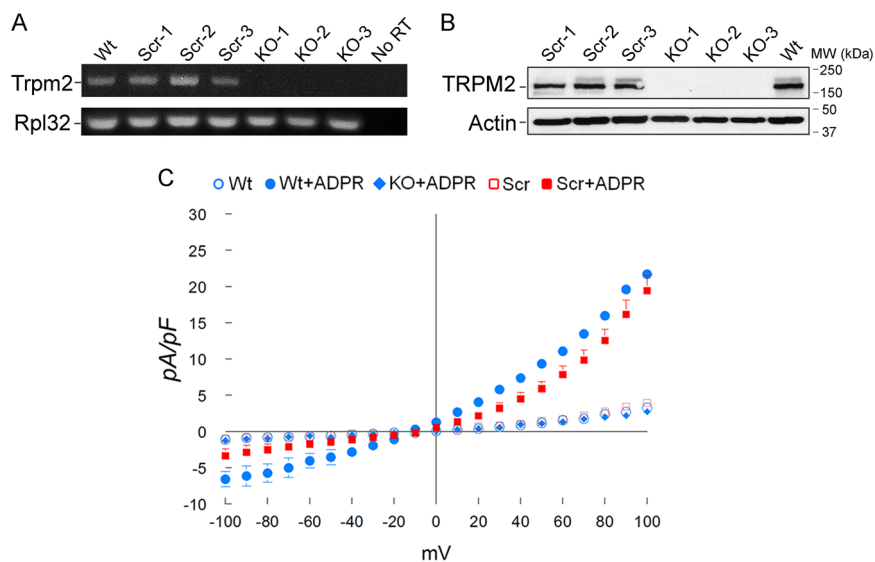 A
Wt Scr-1 Scr-2 Scr-3 KO-1 KO-2 KO-3 No RT
Trpm2
Rpl32
B
Scr-1 Scr-2 Scr-3 KO-1 KO-2 KO-3 Wt MW (kDa)
TRPM2
250
150
Actin
50
37
C
Wt Wt+ADPR KO+ADPR Scr Scr+ADPR
pA/pF
30
25
20
15
10
5
0
-5
-10
-100 -80 -60 -40 -20 0 20 40 60 80 100
mV